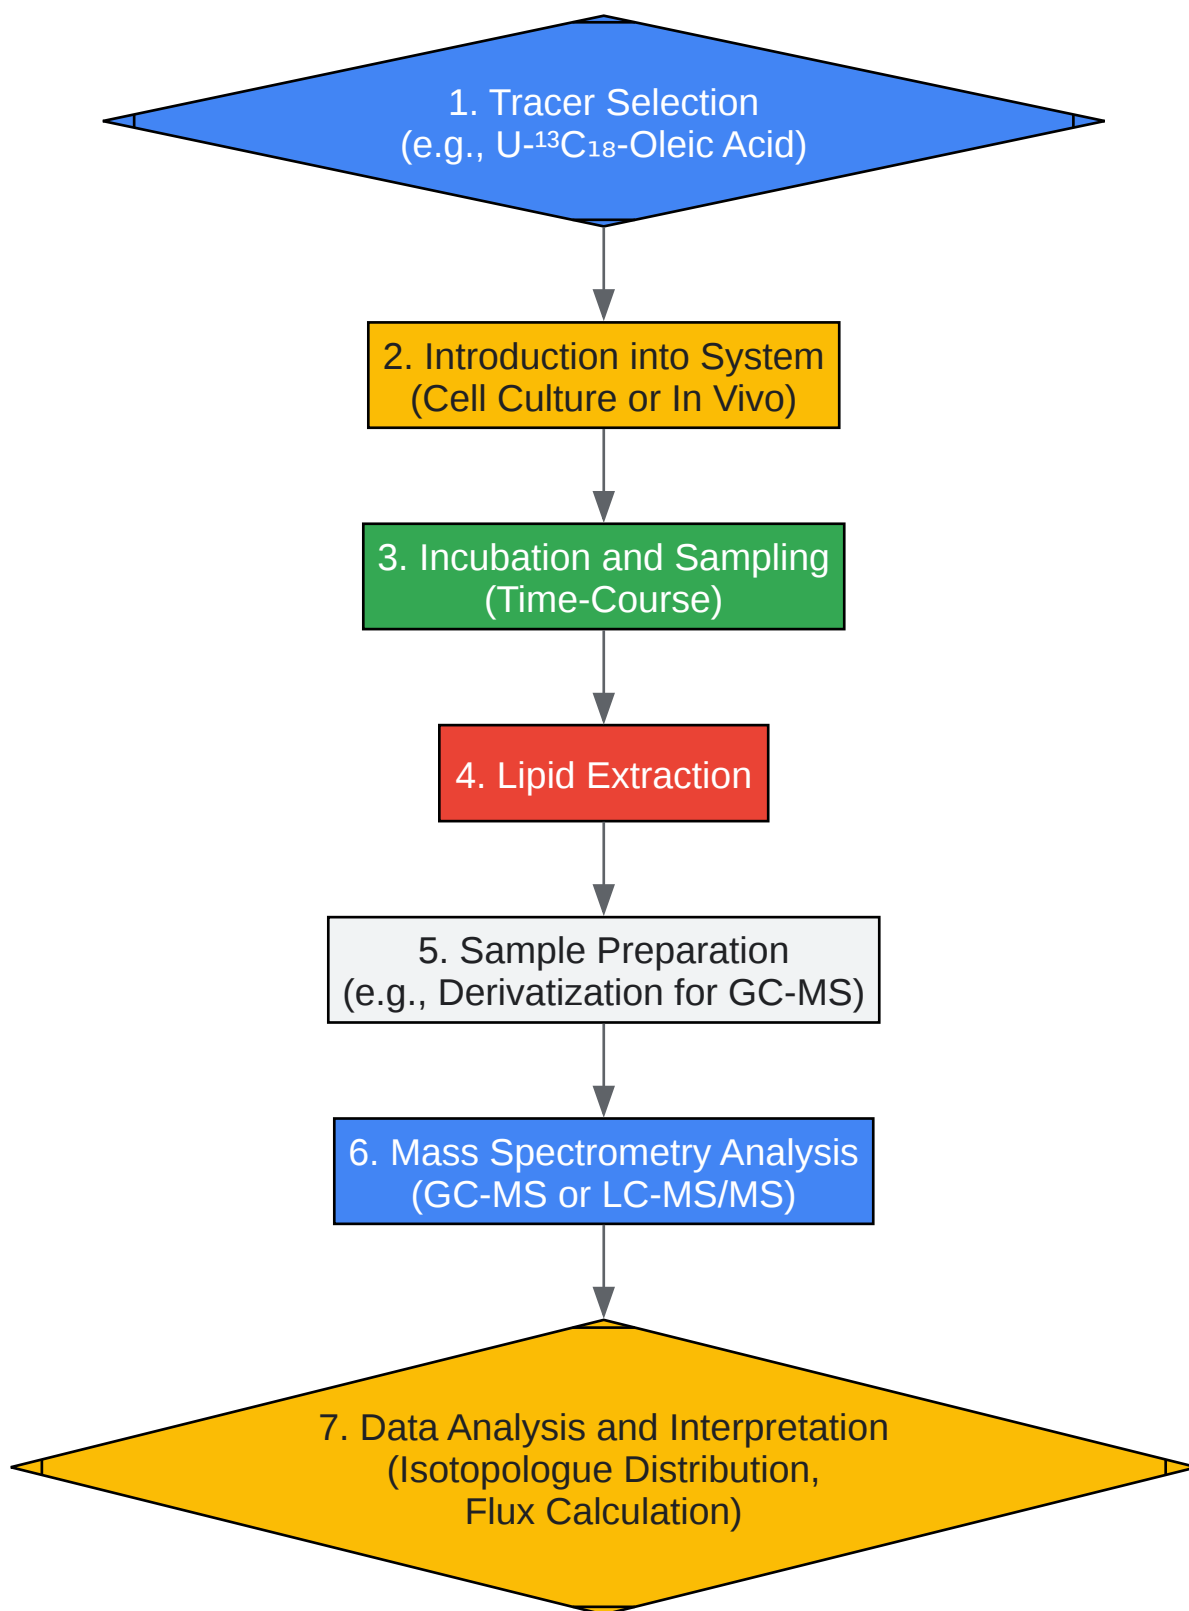 1. Tracer Selection
(e.g., U-¹³C₁₈-Oleic Acid)
2. Introduction into System
(Cell Culture or In Vivo)
3. Incubation and Sampling
(Time-Course)
4. Lipid Extraction
5. Sample Preparation
(e.g., Derivatization for GC-MS)
6. Mass Spectrometry Analysis
(GC-MS or LC-MS/MS)
7. Data Analysis and Interpretation
(Isotopologue Distribution,
Flux Calculation)